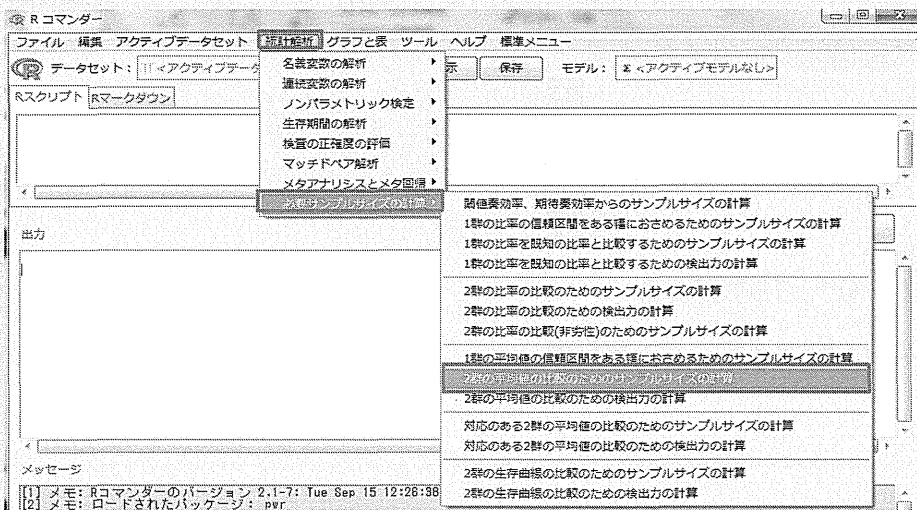 R コマンダー
ファイル 編集 アクティブデータセット 統計解析 グラフと表 ツール ヘルプ 標準メニュー
データセット: <アクティブデータ 示 保存 モデル: Σ <アクティブモデルなし>
Rスクリプト Rマークダウン
名義変数の解析
連続変数の解析
ノンパラメトリック検定
生存期間の解析
検査の正確度の評価
マッチドペア解析
メタアナリシスとメタ回帰
必要サンプルサイズの計算
閾値奏効率、期待奏効率からのサンプルサイズの計算
1群の比率の信頼区間をある幅におさめるためのサンプルサイズの計算
1群の比率を既知の比率と比較するためのサンプルサイズの計算
1群の比率を既知の比率と比較するための検出力の計算
2群の比率の比較のためのサンプルサイズの計算
2群の比率の比較のための検出力の計算
2群の比率の比較(非劣性)のためのサンプルサイズの計算
1群の平均値の信頼区間をある幅におさめるためのサンプルサイズの計算
2群の平均値の比較のためのサンプルサイズの計算
2群の平均値の比較のための検出力の計算
対応のある2群の平均値の比較のためのサンプルサイズの計算
対応のある2群の平均値の比較のための検出力の計算
2群の生存曲線の比較のためのサンプルサイズの計算
2群の生存曲線の比較のための検出力の計算
出力
メッセージ
[1] メモ: Rコマンダーのバージョン 2.1-7: Tue Sep 15 12:26:38
[2] メモ: ロードされたパッケージ: pwr